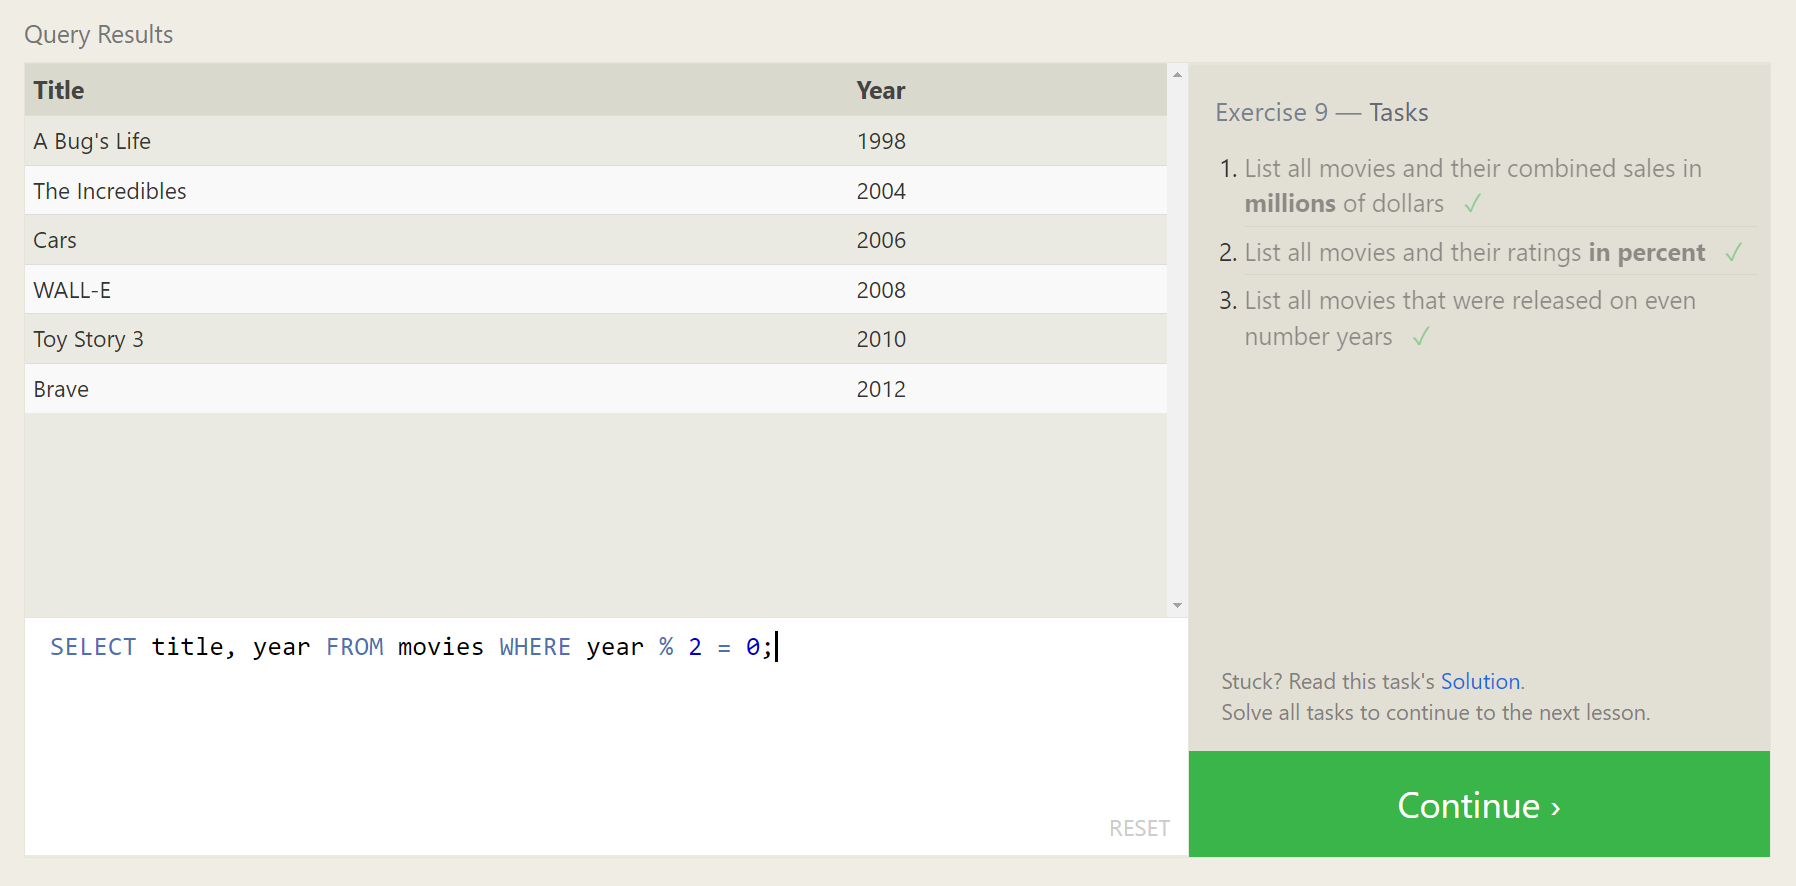 Query Results
Title Year
A Bug's Life 1998
The Incredibles 2004
Cars 2006
WALL-E 2008
Toy Story 3 2010
Brave 2012
SELECT title, year FROM movies WHERE year % 2 = 0;
RESET
Exercise 9 — Tasks
1. List all movies and their combined sales in
millions of dollars ✓
2. List all movies and their ratings in percent ✓
3. List all movies that were released on even
number years ✓
Stuck? Read this task's Solution.
Solve all tasks to continue to the next lesson.
Continue ›